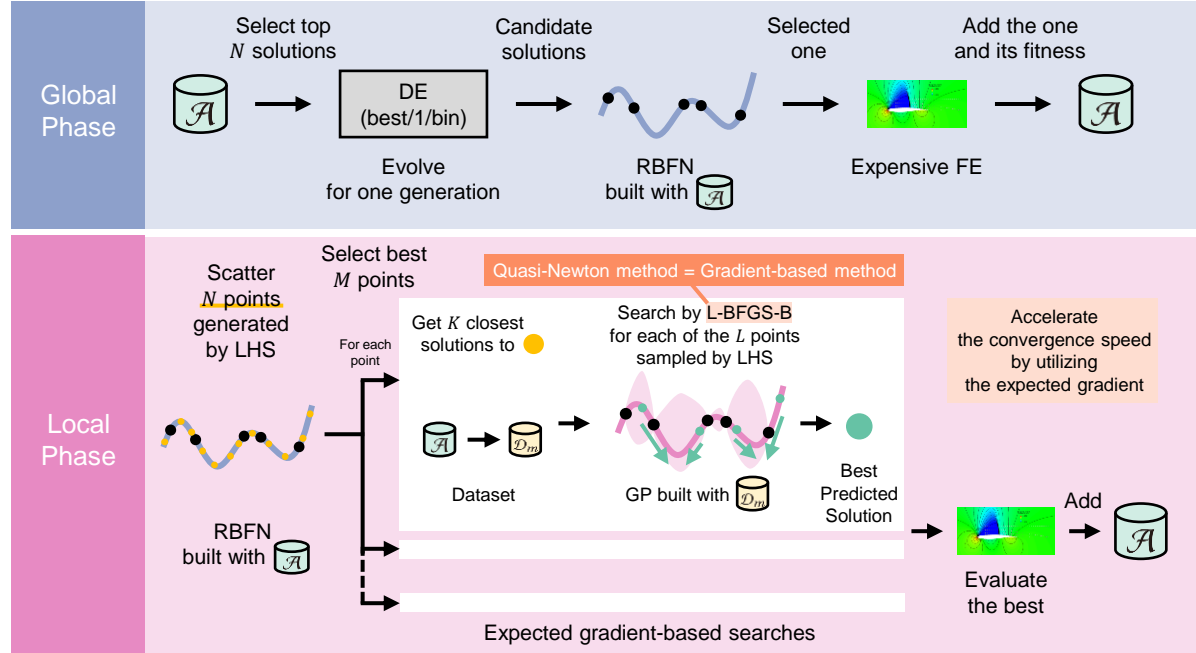 Global
Phase
Select top
N solutions
𝒜
DE
(best/1/bin)
Evolve
for one generation
Candidate
solutions
RBFN
built with 𝒜
Selected
one
Expensive FE
Add the one
and its fitness
𝒜
Local
Phase
Scatter
N points
generated
by LHS
RBFN
built with 𝒜
Select best
M points
For each
point
Quasi-Newton method = Gradient-based method
Get K closest
solutions to
𝒜
𝒟m
Dataset
Search by L-BFGS-B
for each of the L points
sampled by LHS
GP built with 𝒟m
Best
Predicted
Solution
Expected gradient-based searches
Accelerate
the convergence speed
by utilizing
the expected gradient
Evaluate
the best
Add
𝒜